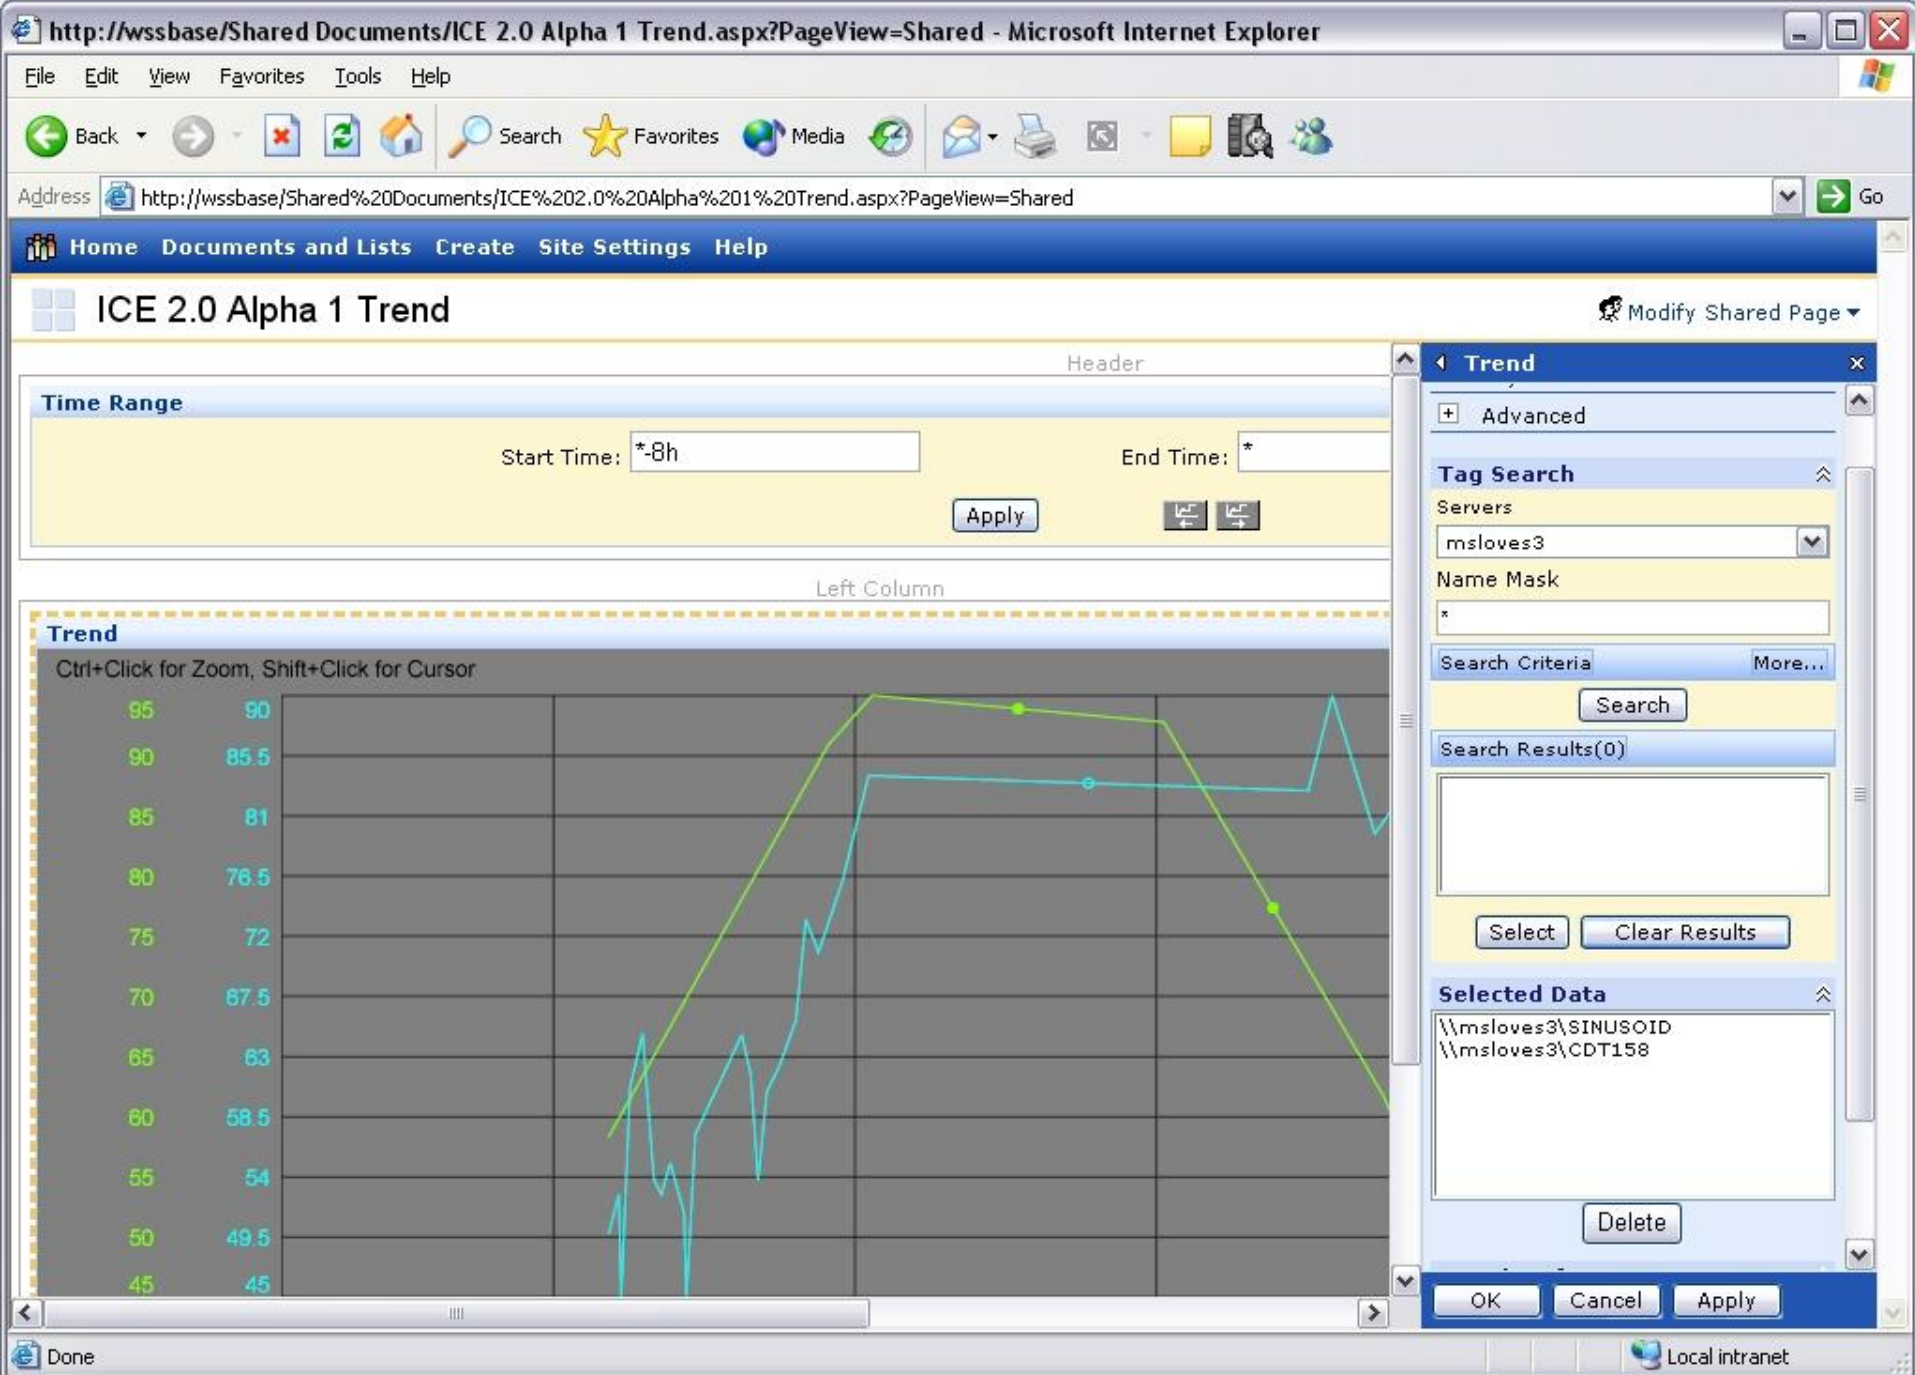 http://wssbase/Shared Documents/ICE 2.0 Alpha 1 Trend.aspx?PageView=Shared - Microsoft Internet Explorer
File Edit View Favorites Tools Help
Back Search Favorites Media
Address http://wssbase/Shared%20Documents/ICE%202.0%20Alpha%201%20Trend.aspx?PageView=Shared Go
Home Documents and Lists Create Site Settings Help
ICE 2.0 Alpha 1 Trend
Modify Shared Page
Header
Time Range
Start Time: *-8h End Time: *
Apply
Left Column
Trend
Ctrl+Click for Zoom, Shift+Click for Cursor
95 90
90 85.5
85 81
80 76.5
75 72
70 67.5
65 63
60 58.5
55 54
50 49.5
45 45
Trend
Advanced
Tag Search
Servers
msloves3
Name Mask
*
Search Criteria More...
Search
Search Results(0)
Select Clear Results
Selected Data
\\msloves3\SINUSOID
\\msloves3\CDT158
Delete
OK Cancel Apply
Done Local intranet